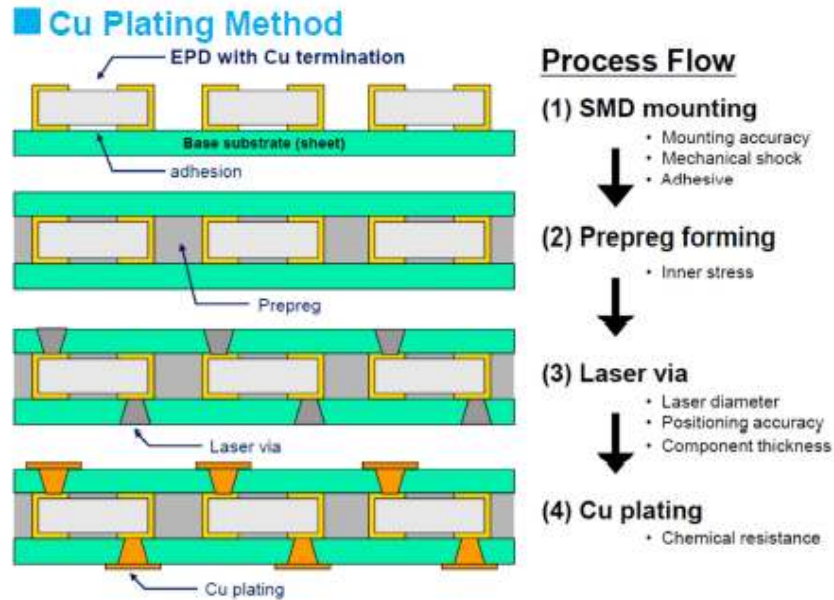 Cu Plating Method
EPD with Cu termination
Base substrate (sheet)
adhesion
Prepreg
Laser via
Cu plating
Process Flow
(1) SMD mounting
• Mounting accuracy
• Mechanical shock
• Adhesive
(2) Prepreg forming
• Inner stress
(3) Laser via
• Laser diameter
• Positioning accuracy
• Component thickness
(4) Cu plating
• Chemical resistance